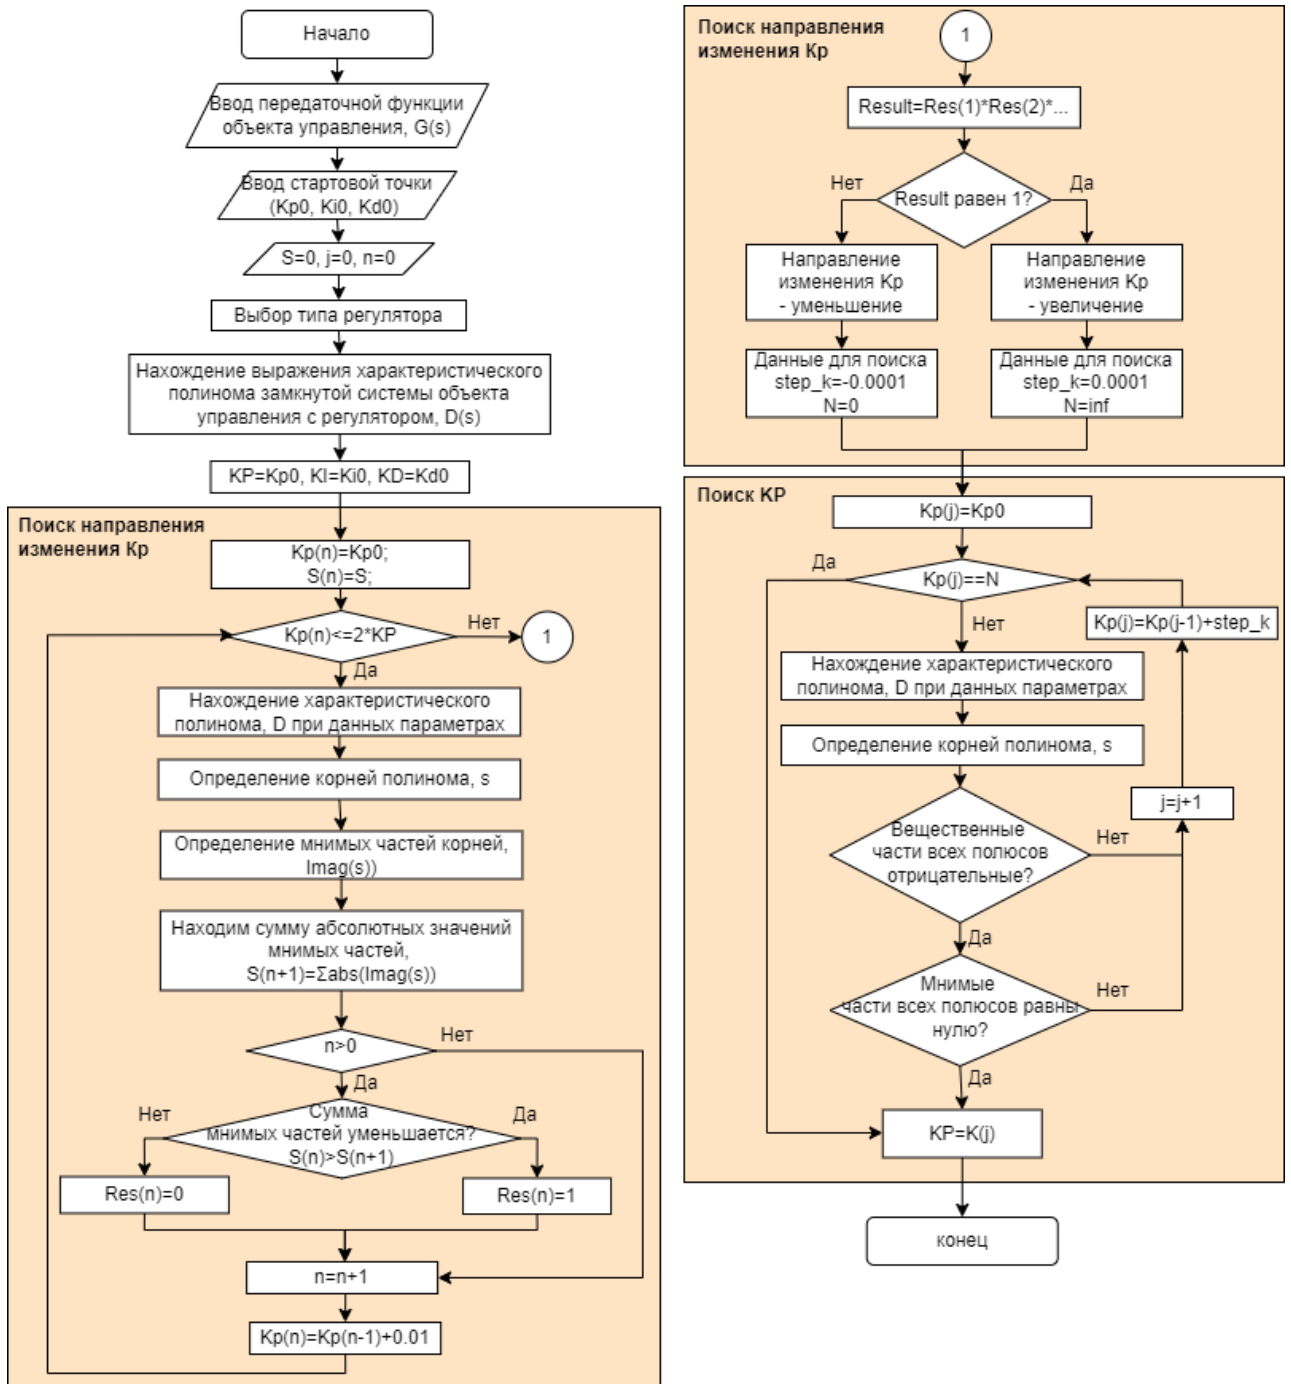 Начало
Ввод передаточной функции
объекта управления, G(s)
Ввод стартовой точки
(Kp0, Ki0, Kd0)
S=0, j=0, n=0
Выбор типа регулятора
Нахождение выражения характеристического
полинома замкнутой системы объекта
управления с регулятором, D(s)
KP=Kp0, KI=Ki0, KD=Kd0
Поиск направления
изменения Кр
Kp(n)=Kp0;
S(n)=S;
Kp(n)<=2*KP
Нет
1
Да
Нахождение характеристического
полинома, D при данных параметрах
Определение корней полинома, s
Определение мнимых частей корней,
Imag(s))
Находим сумму абсолютных значений
мнимых частей,
S(n+1)=Σabs(Imag(s))
n>0
Нет
Да
Сумма
мнимых частей уменьшается?
S(n)>S(n+1)
Нет
Да
Res(n)=0
Res(n)=1
n=n+1
Kp(n)=Kp(n-1)+0.01
Поиск направления
изменения Кр
1
Result=Res(1)*Res(2)*...
Result равен 1?
Нет
Да
Направление
изменения Кр
- уменьшение
Направление
изменения Кр
- увеличение
Данные для поиска
step_k=-0.0001
N=0
Данные для поиска
step_k=0.0001
N=inf
Поиск KP
Kp(j)=Kp0
Да
Kp(j)==N
Нет
Kp(j)=Kp(j-1)+step_k
Нахождение характеристического
полинома, D при данных параметрах
Определение корней полинома, s
j=j+1
Вещественные
части всех полюсов
отрицательные?
Нет
Да
Мнимые
части всех полюсов равны
нулю?
Нет
Да
KP=K(j)
конец